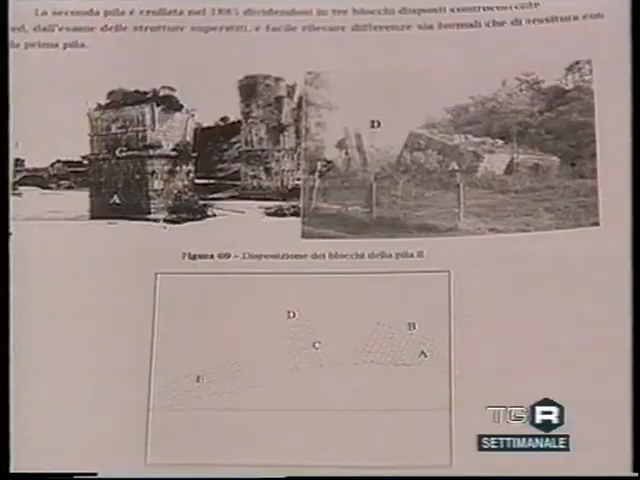 La seconda pila è crollata nel 1885 dividendosi in tre blocchi disposti controcorrente
ed, dall'esame delle strutture superstiti, è facile rilevare differenze sia formali che di tessitura con
la prima pila.
D
A
Figura 69 - Disposizione dei blocchi della pila II
D
B
C
A
E
TGR
SETTIMANALE